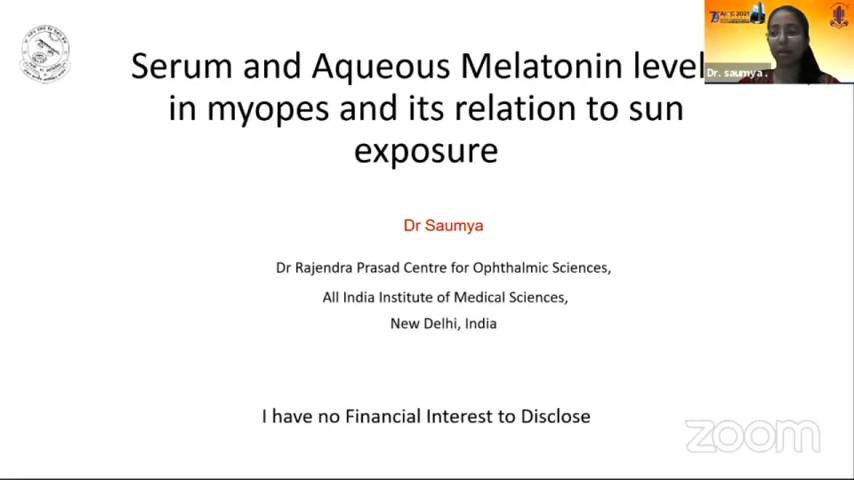 Serum and Aqueous Melatonin level
in myopes and its relation to sun
exposure
Dr Saumya
Dr Rajendra Prasad Centre for Ophthalmic Sciences,
All India Institute of Medical Sciences,
New Delhi, India
I have no Financial Interest to Disclose
Dr. saumya .
zoom